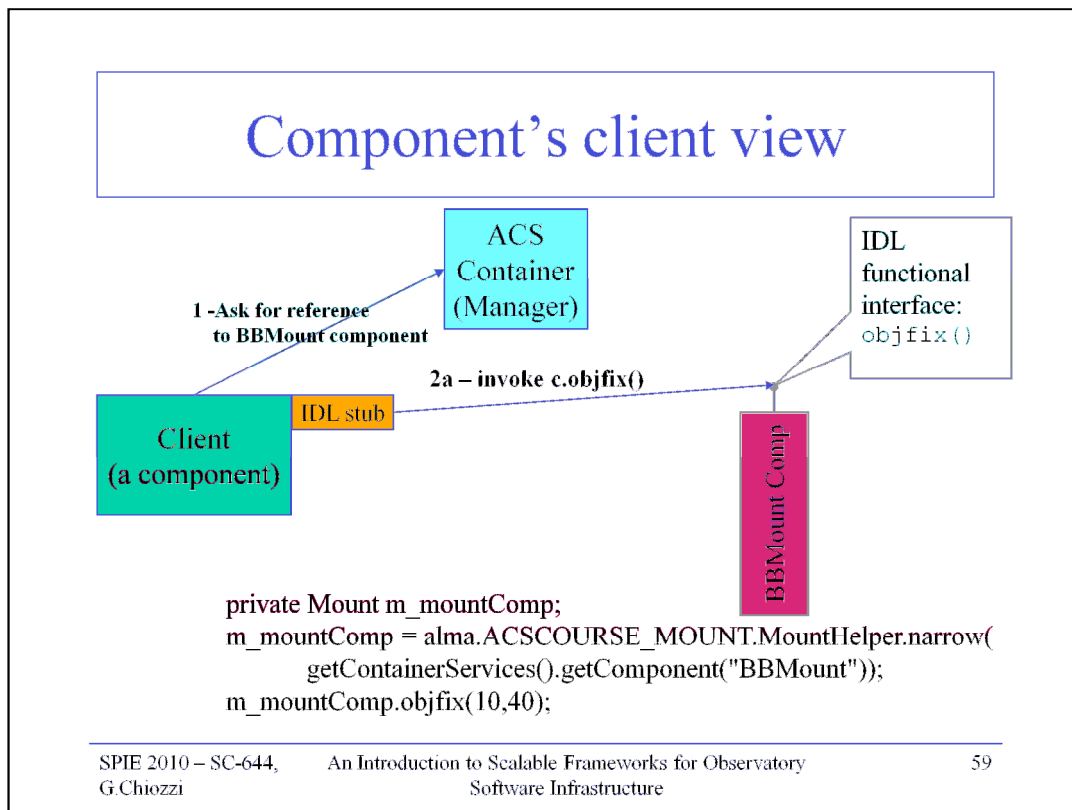 Component's client view
ACS
Container
(Manager)
IDL
functional
interface:
objfix()
1 -Ask for reference
to BBMount component
2a – invoke c.objfix()
IDL stub
Client
(a component)
BBMount Comp
private Mount m_mountComp;
m_mountComp = alma.ACSCOURSE_MOUNT.MountHelper.narrow(
getContainerServices().getComponent("BBMount"));
m_mountComp.objfix(10,40);
SPIE 2010 – SC-644,
G.Chiozzi
An Introduction to Scalable Frameworks for Observatory
Software Infrastructure
59